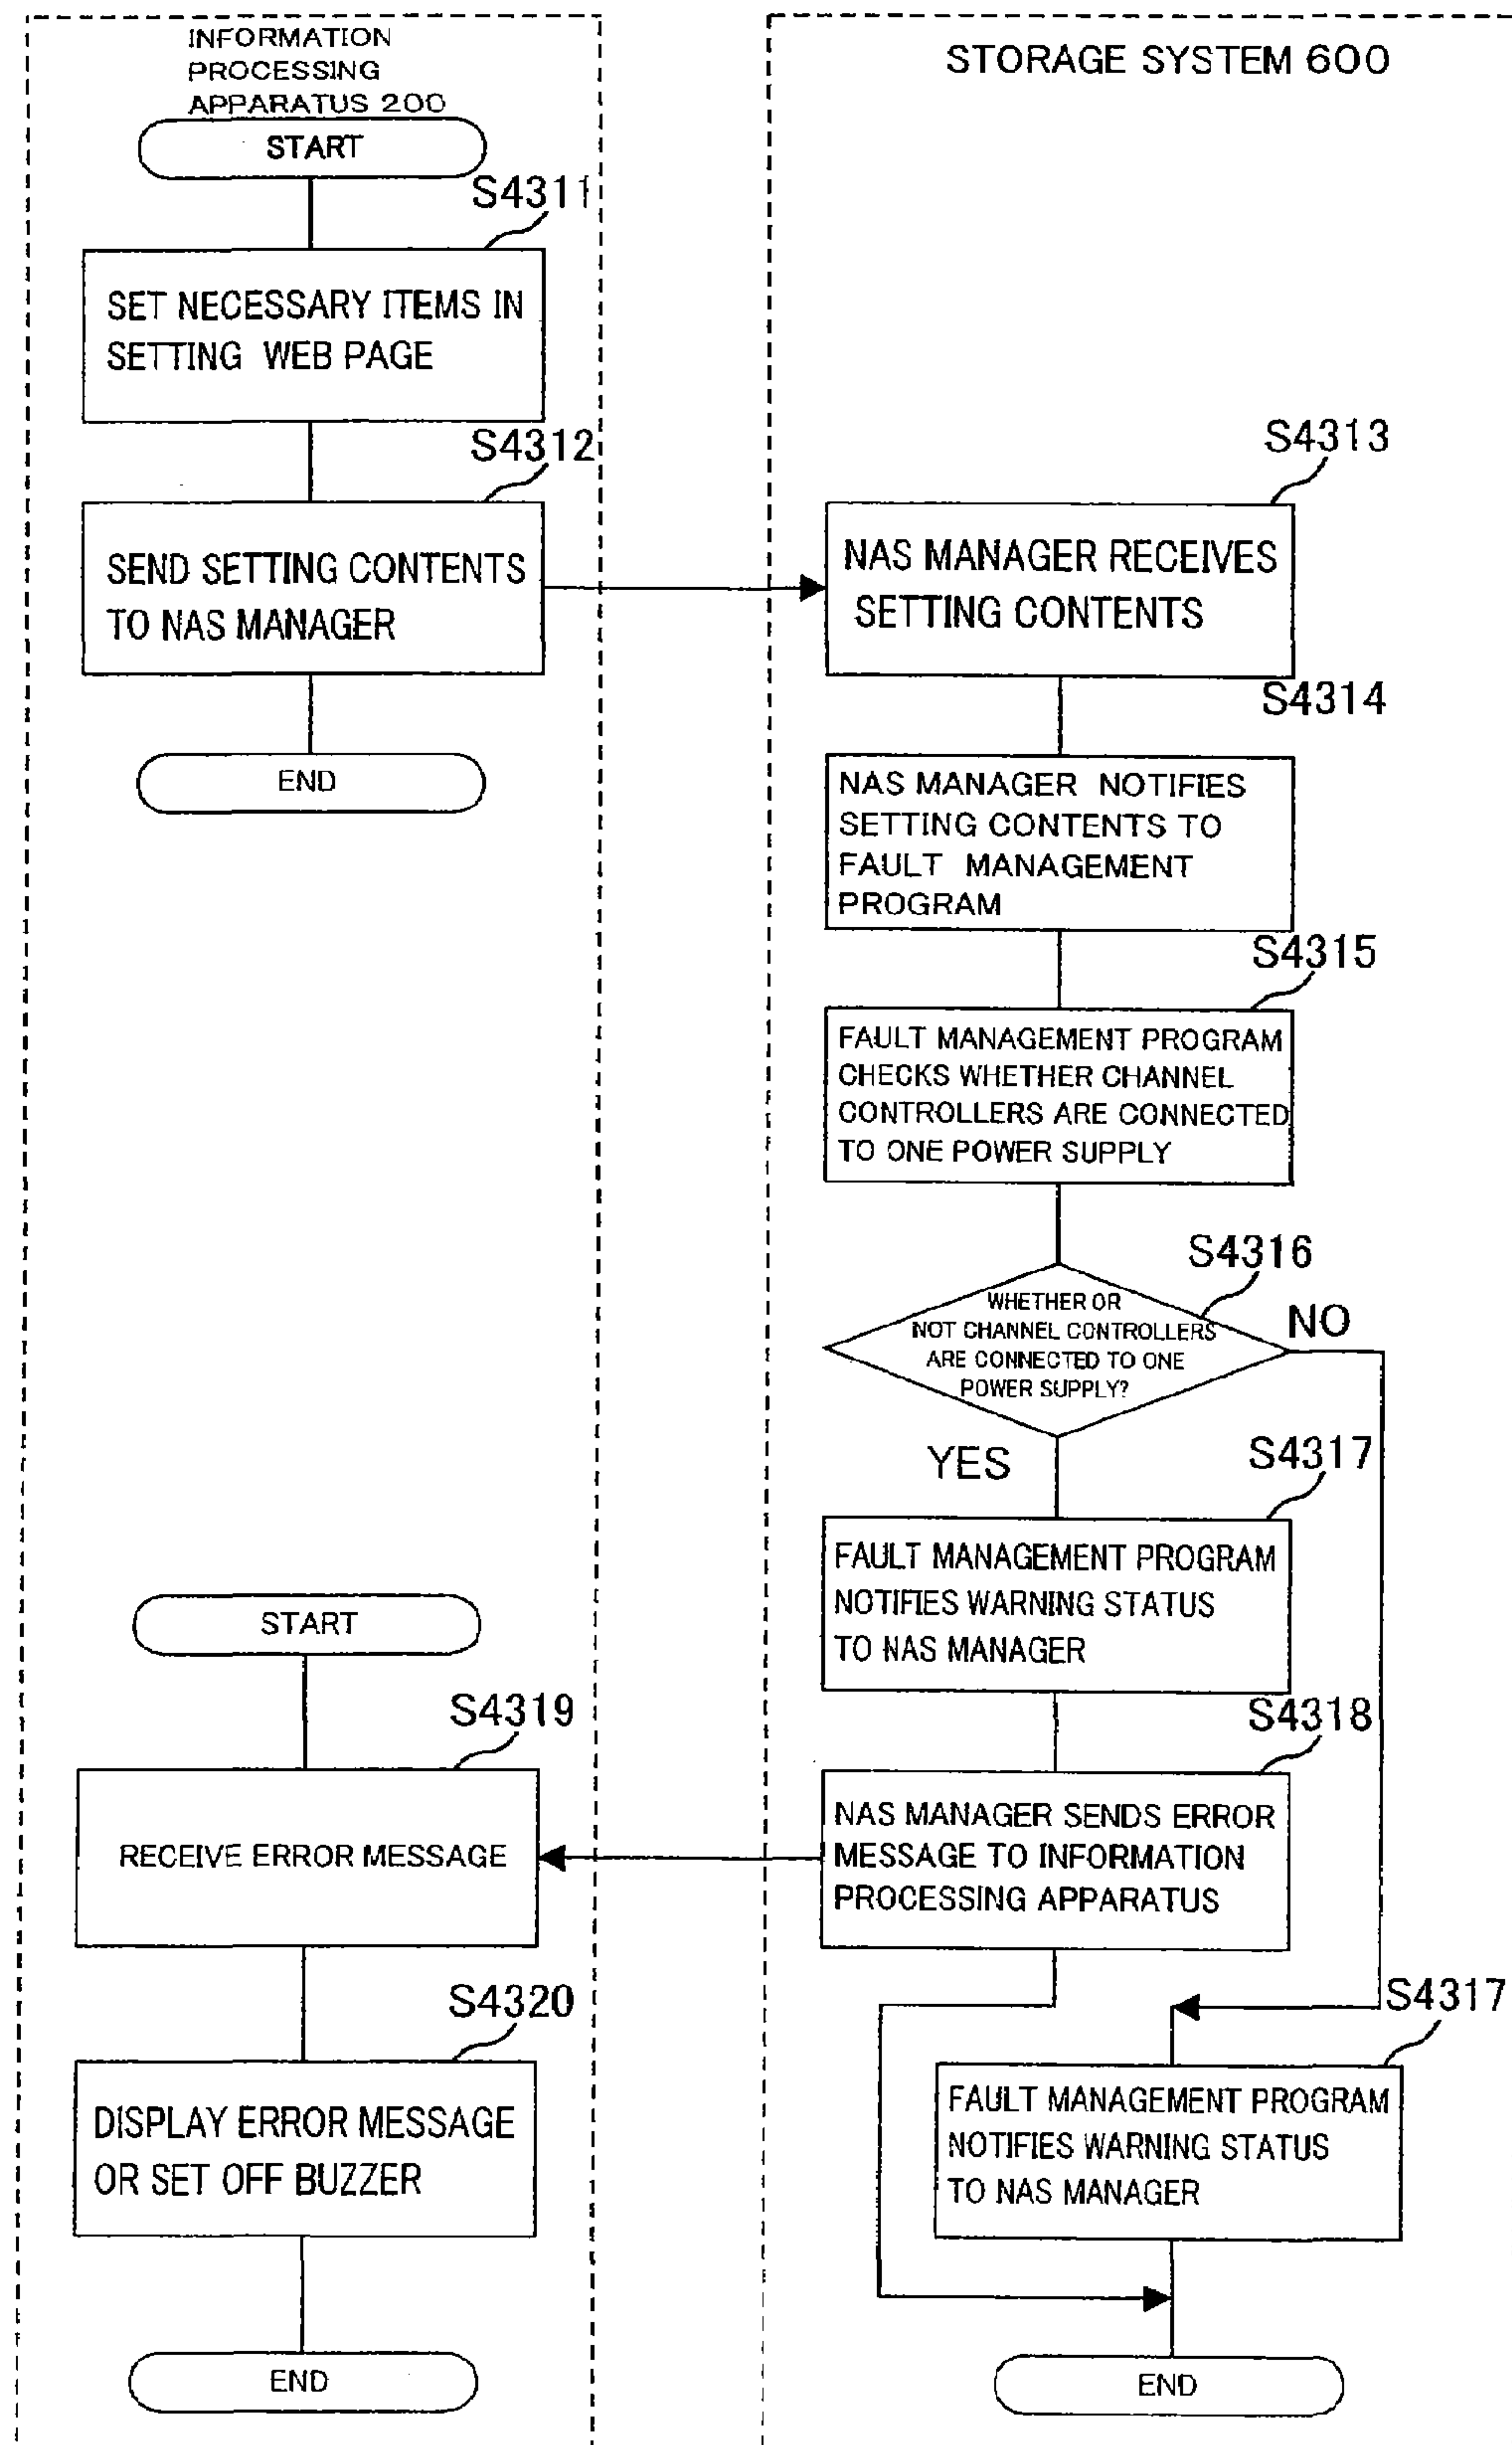 INFORMATION
PROCESSING
APPARATUS 200
START
S4311
SET NECESSARY ITEMS IN
SETTING WEB PAGE
S4312
SEND SETTING CONTENTS
TO NAS MANAGER
END
STORAGE SYSTEM 600
S4313
NAS MANAGER RECEIVES
SETTING CONTENTS
S4314
NAS MANAGER NOTIFIES
SETTING CONTENTS TO
FAULT MANAGEMENT
PROGRAM
S4315
FAULT MANAGEMENT PROGRAM
CHECKS WHETHER CHANNEL
CONTROLLERS ARE CONNECTED
TO ONE POWER SUPPLY
S4316
WHETHER OR
NOT CHANNEL CONTROLLERS
ARE CONNECTED TO ONE
POWER SUPPLY?
NO
YES
S4317
FAULT MANAGEMENT PROGRAM
NOTIFIES WARNING STATUS
TO NAS MANAGER
S4318
NAS MANAGER SENDS ERROR
MESSAGE TO INFORMATION
PROCESSING APPARATUS
START
S4319
RECEIVE ERROR MESSAGE
S4320
DISPLAY ERROR MESSAGE
OR SET OFF BUZZER
END
S4317
FAULT MANAGEMENT PROGRAM
NOTIFIES WARNING STATUS
TO NAS MANAGER
END